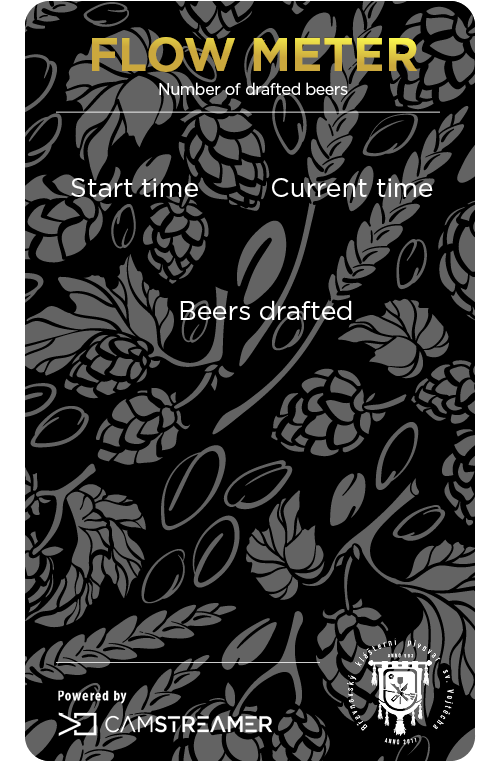 FLOW METER
Number of drafted beers
Start time
Current time
Beers drafted
Powered by
CAMSTREAMER
Břevnovský klášterní pivovar sv. Vojtěcha
ANNO 993
ANNO 2011